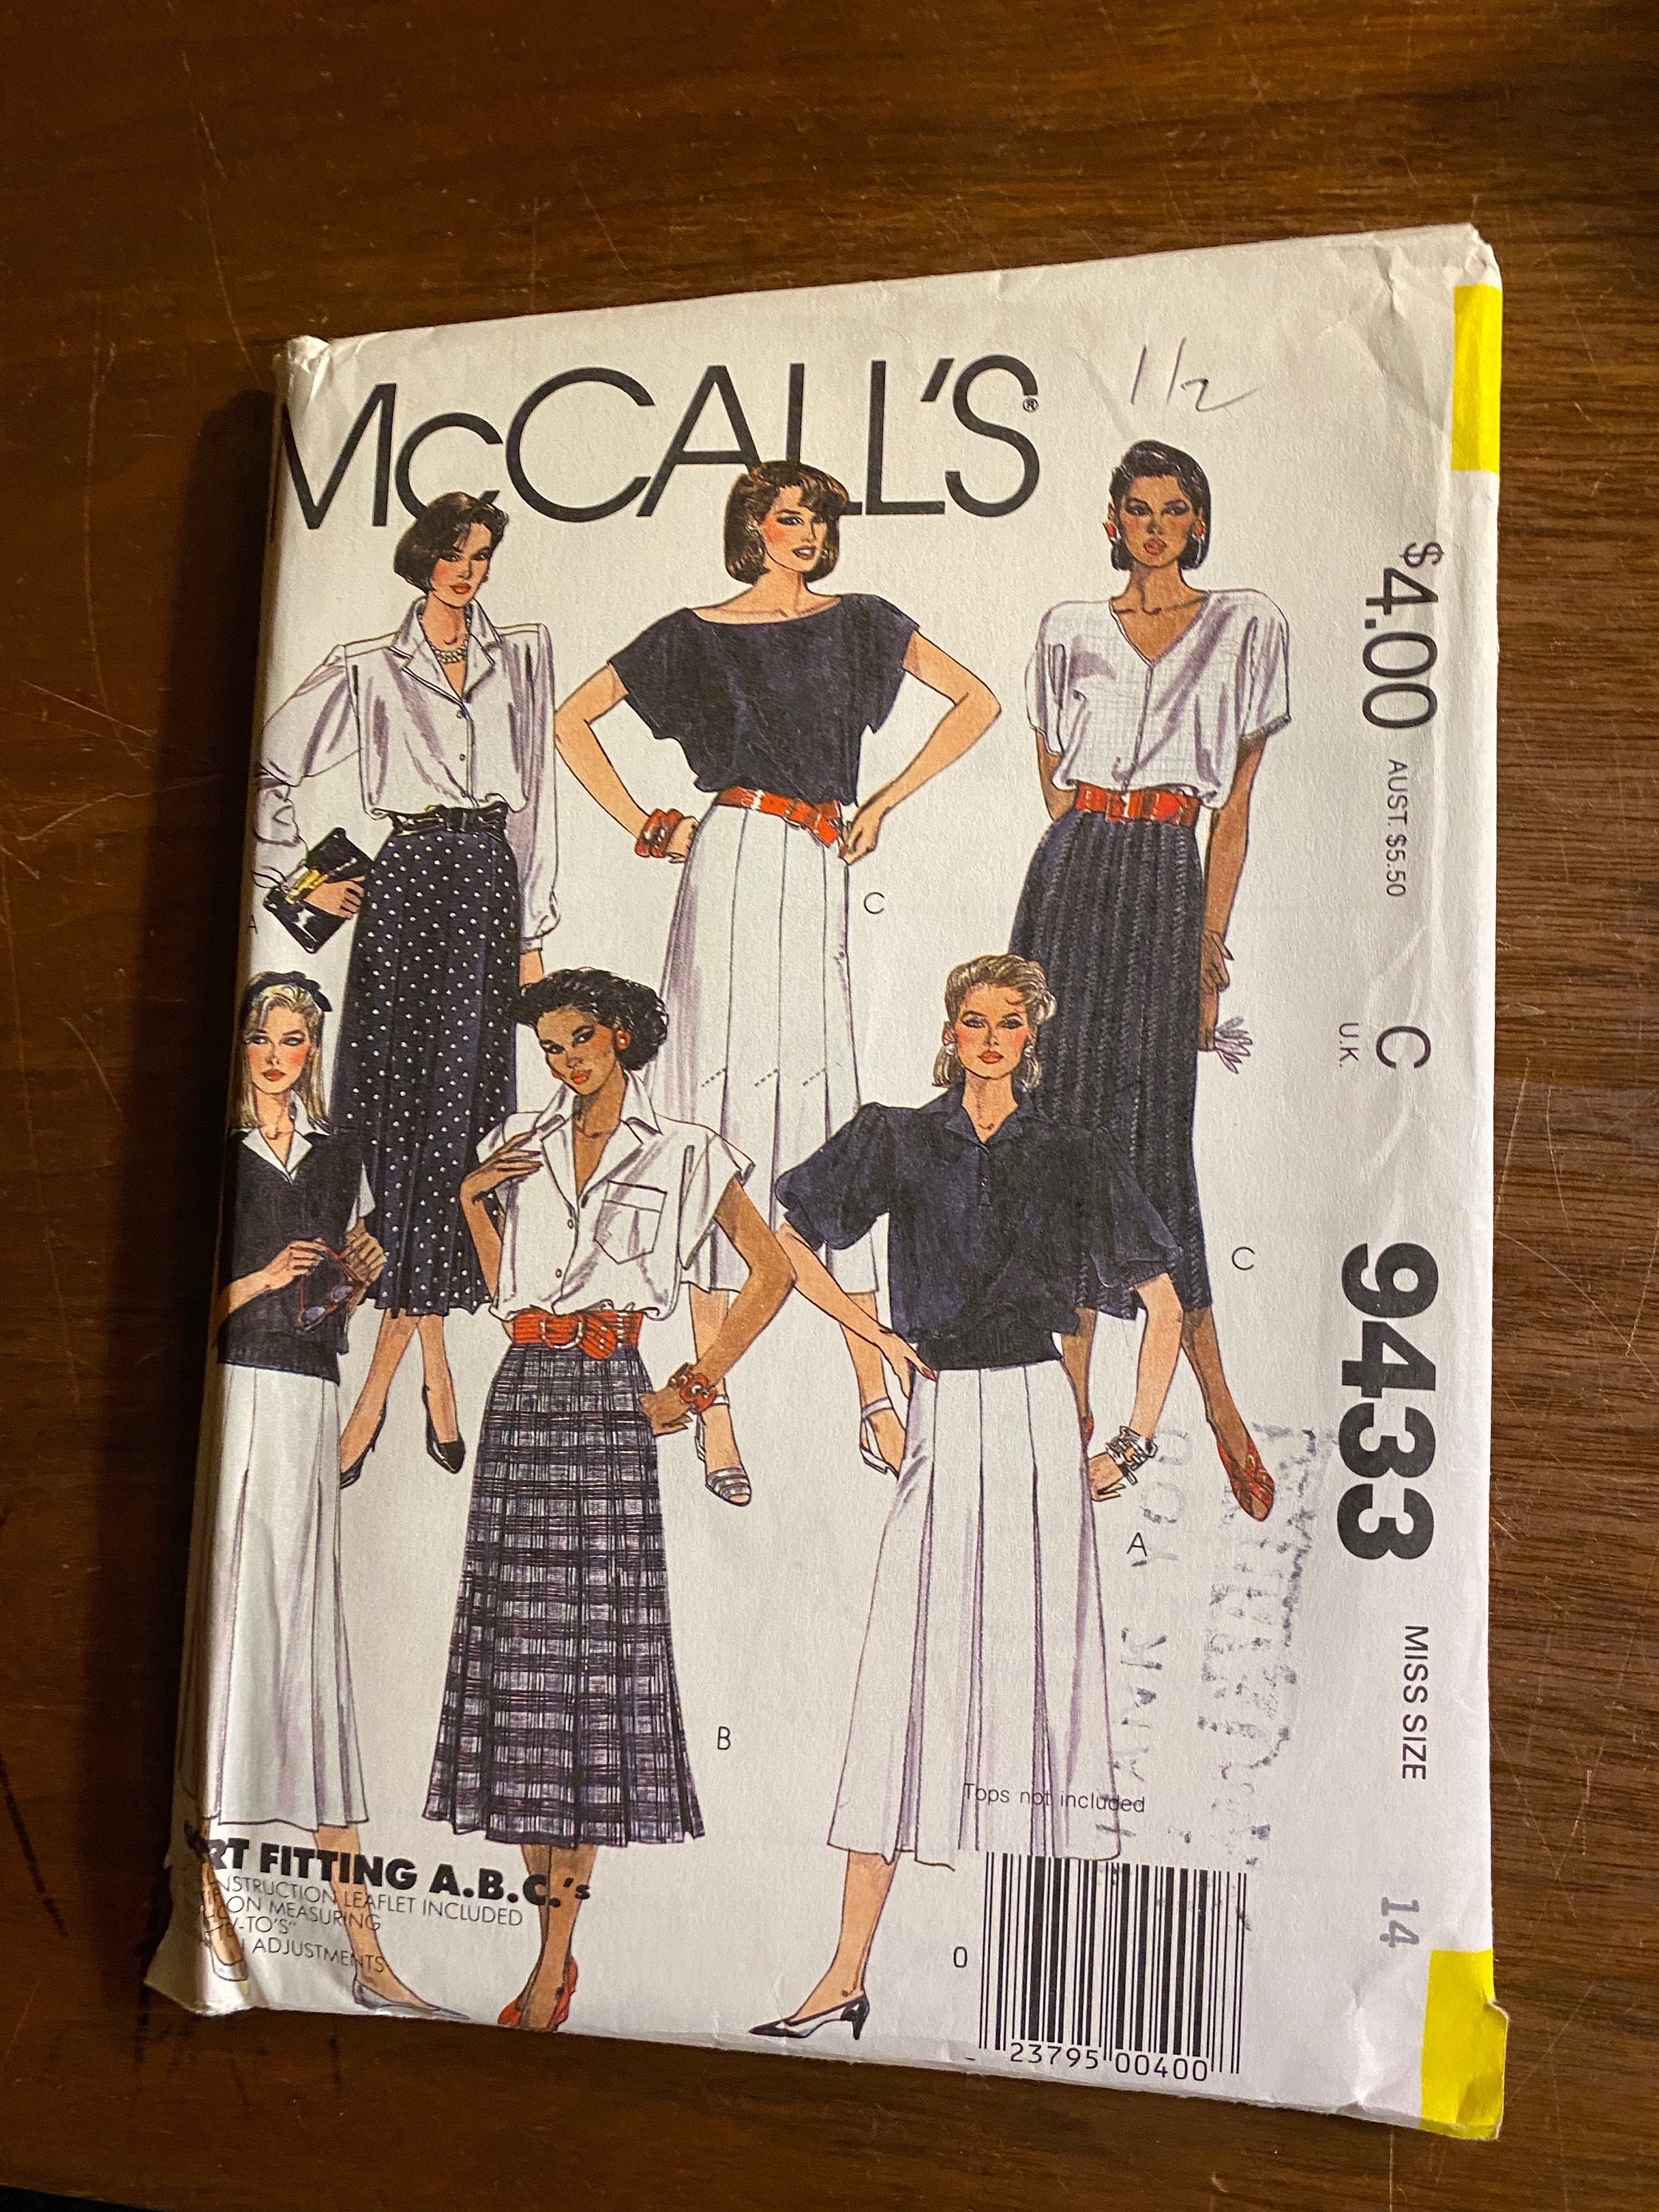 McCALL'S®
1/2
$4.00 AUST. $5.50 C U.K. 9433 MISS SIZE 14
A
C
C
B
A
Tops not included
FITTING A.B.C.'s
LEAFLET INCLUDED
ON MEASURING
ADJUSTMENTS
0
23795 00400